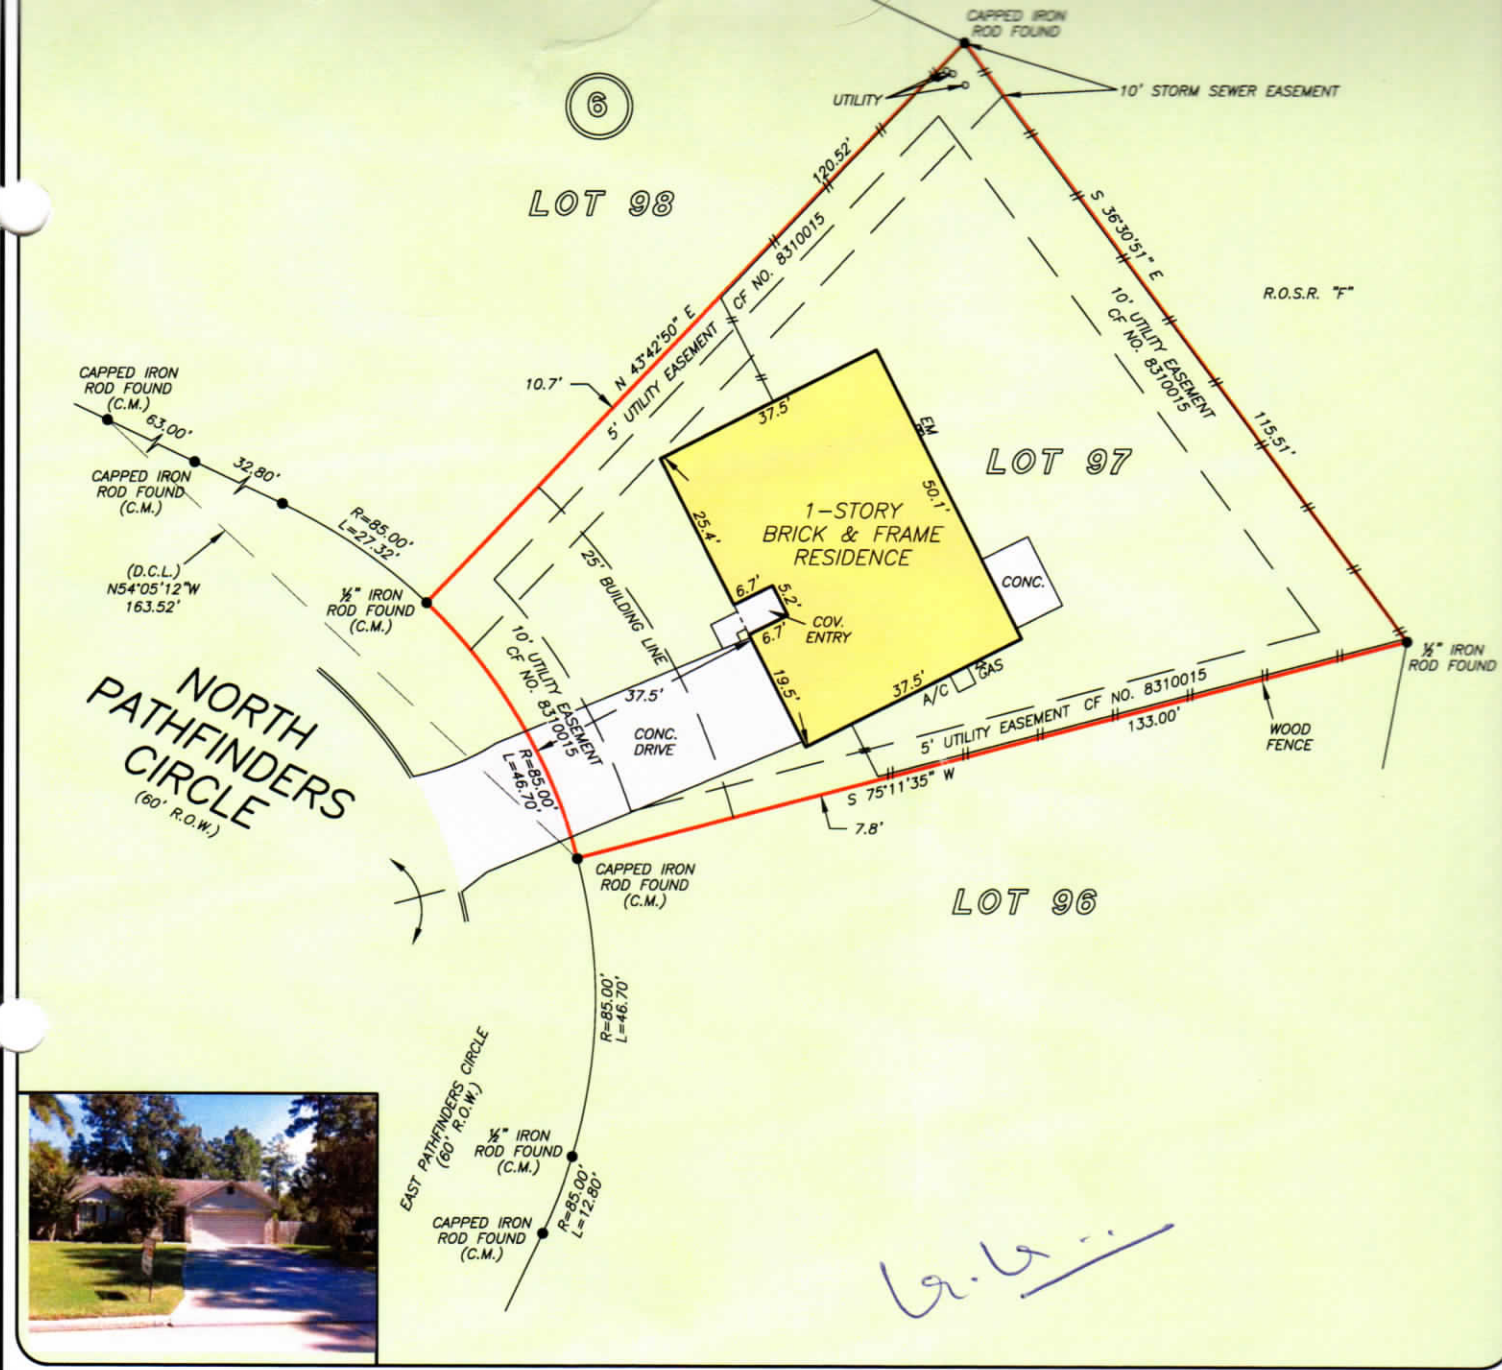 CAPPED IRON
ROD FOUND
6
UTILITY
10' STORM SEWER EASEMENT
LOT 98
120.52'
CF NO. 8310015
S 36°30'51" E
R.O.S.R. "F"
10' UTILITY EASEMENT
CF NO. 8310015
N 43°42'50" E
5' UTILITY EASEMENT
10.7'
CAPPED IRON
ROD FOUND
(C.M.)
63.00'
37.5'
EM
115.51'
LOT 97
32.80'
CAPPED IRON
ROD FOUND
(C.M.)
R=85.00'
L=27.32'
25.4'
50.1'
1-STORY
BRICK & FRAME
RESIDENCE
(D.C.L.)
N54°05'12"W
163.52'
½" IRON
ROD FOUND
(C.M.)
25' BUILDING LINE
6.7'
5.2'
CONC.
COV.
ENTRY
6.7'
10' UTILITY EASEMENT
CF NO. 8310015
½" IRON
ROD FOUND
NORTH
PATHFINDERS
CIRCLE
(60' R.O.W.)
37.5'
19.5'
37.5'
A/C
GAS
CONC.
DRIVE
5' UTILITY EASEMENT CF NO. 8310015
133.00'
WOOD
FENCE
R=85.00'
L=46.70'
S 75°11'35" W
7.8'
CAPPED IRON
ROD FOUND
(C.M.)
LOT 96
R=85.00'
L=46.70'
EAST PATHFINDERS CIRCLE
(60' R.O.W.)
½" IRON
ROD FOUND
(C.M.)
R=85.00'
L=12.80'
CAPPED IRON
ROD FOUND
(C.M.)